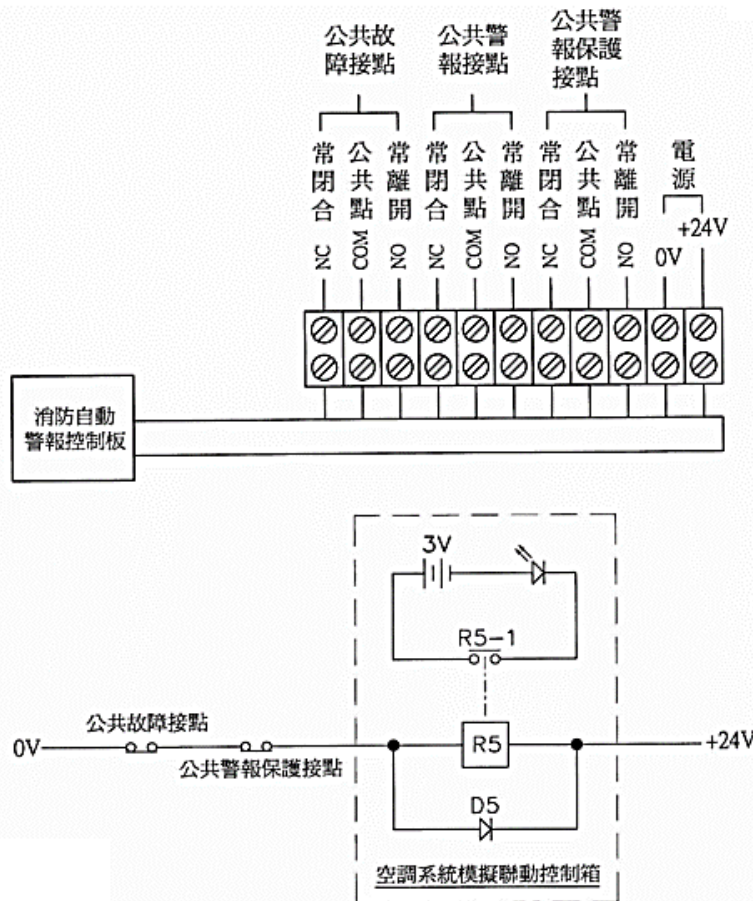 公共故
障接點
公共警
報接點
公共警
報保護
接點
常閉合
公共點
常離開
常閉合
公共點
常離開
常閉合
公共點
常離開
電源
NC
COM
NO
NC
COM
NO
NC
COM
NO
0V
+24V
消防自動
警報控制板
3V
R5-1
公共故障接點
0V
公共警報保護接點
R5
+24V
D5
空調系統模擬聯動控制箱